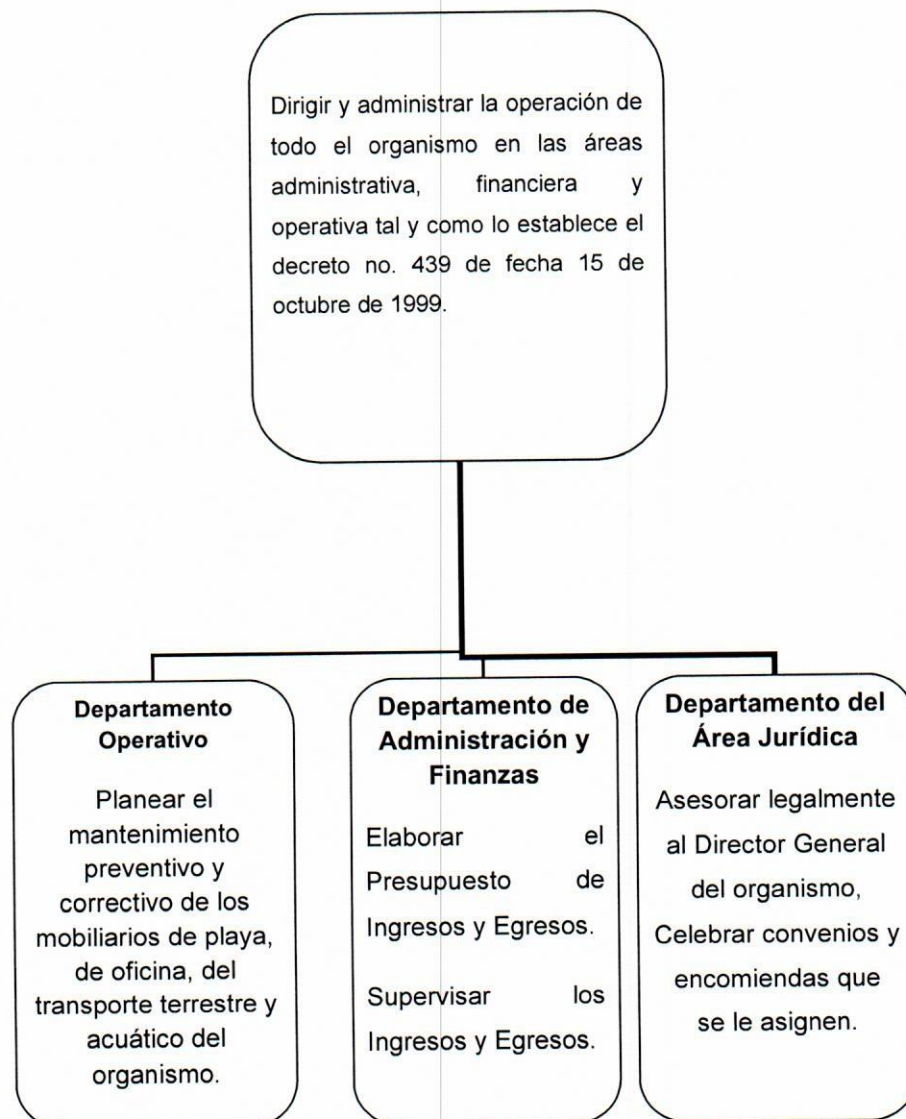 Dirigir y administrar la operación de
todo el organismo en las áreas
administrativa, financiera y
operativa tal y como lo establece el
decreto no. 439 de fecha 15 de
octubre de 1999.
Departamento
Operativo
Planear el
mantenimiento
preventivo y
correctivo de los
mobiliarios de playa,
de oficina, del
transporte terrestre y
acuático del
organismo.
Departamento de
Administración y
Finanzas
Elaborar el
Presupuesto de
Ingresos y Egresos.
Supervisar los
Ingresos y Egresos.
Departamento del
Área Jurídica
Asesorar legalmente
al Director General
del organismo,
Celebrar convenios y
encomiendas que
se le asignen.